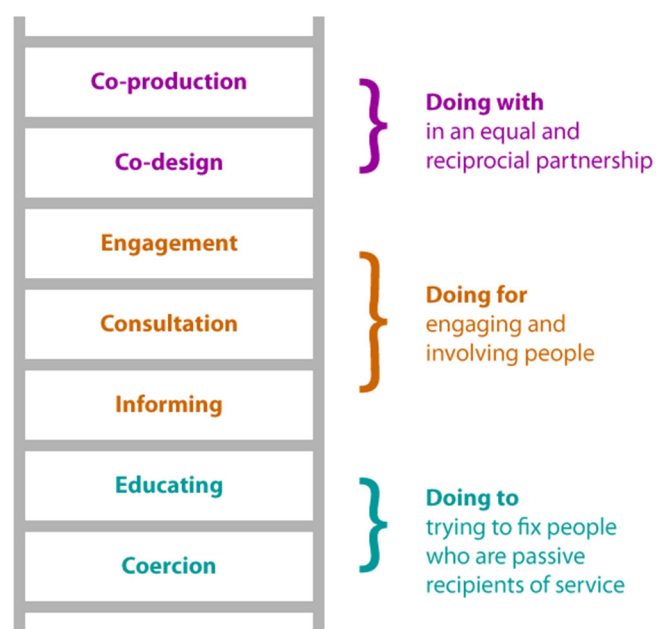 Co-production
Co-design
Engagement
Consultation
Informing
Educating
Coercion
Doing with
in an equal and
reciprocial partnership
Doing for
engaging and
involving people
Doing to
trying to fix people
who are passive
recipients of service